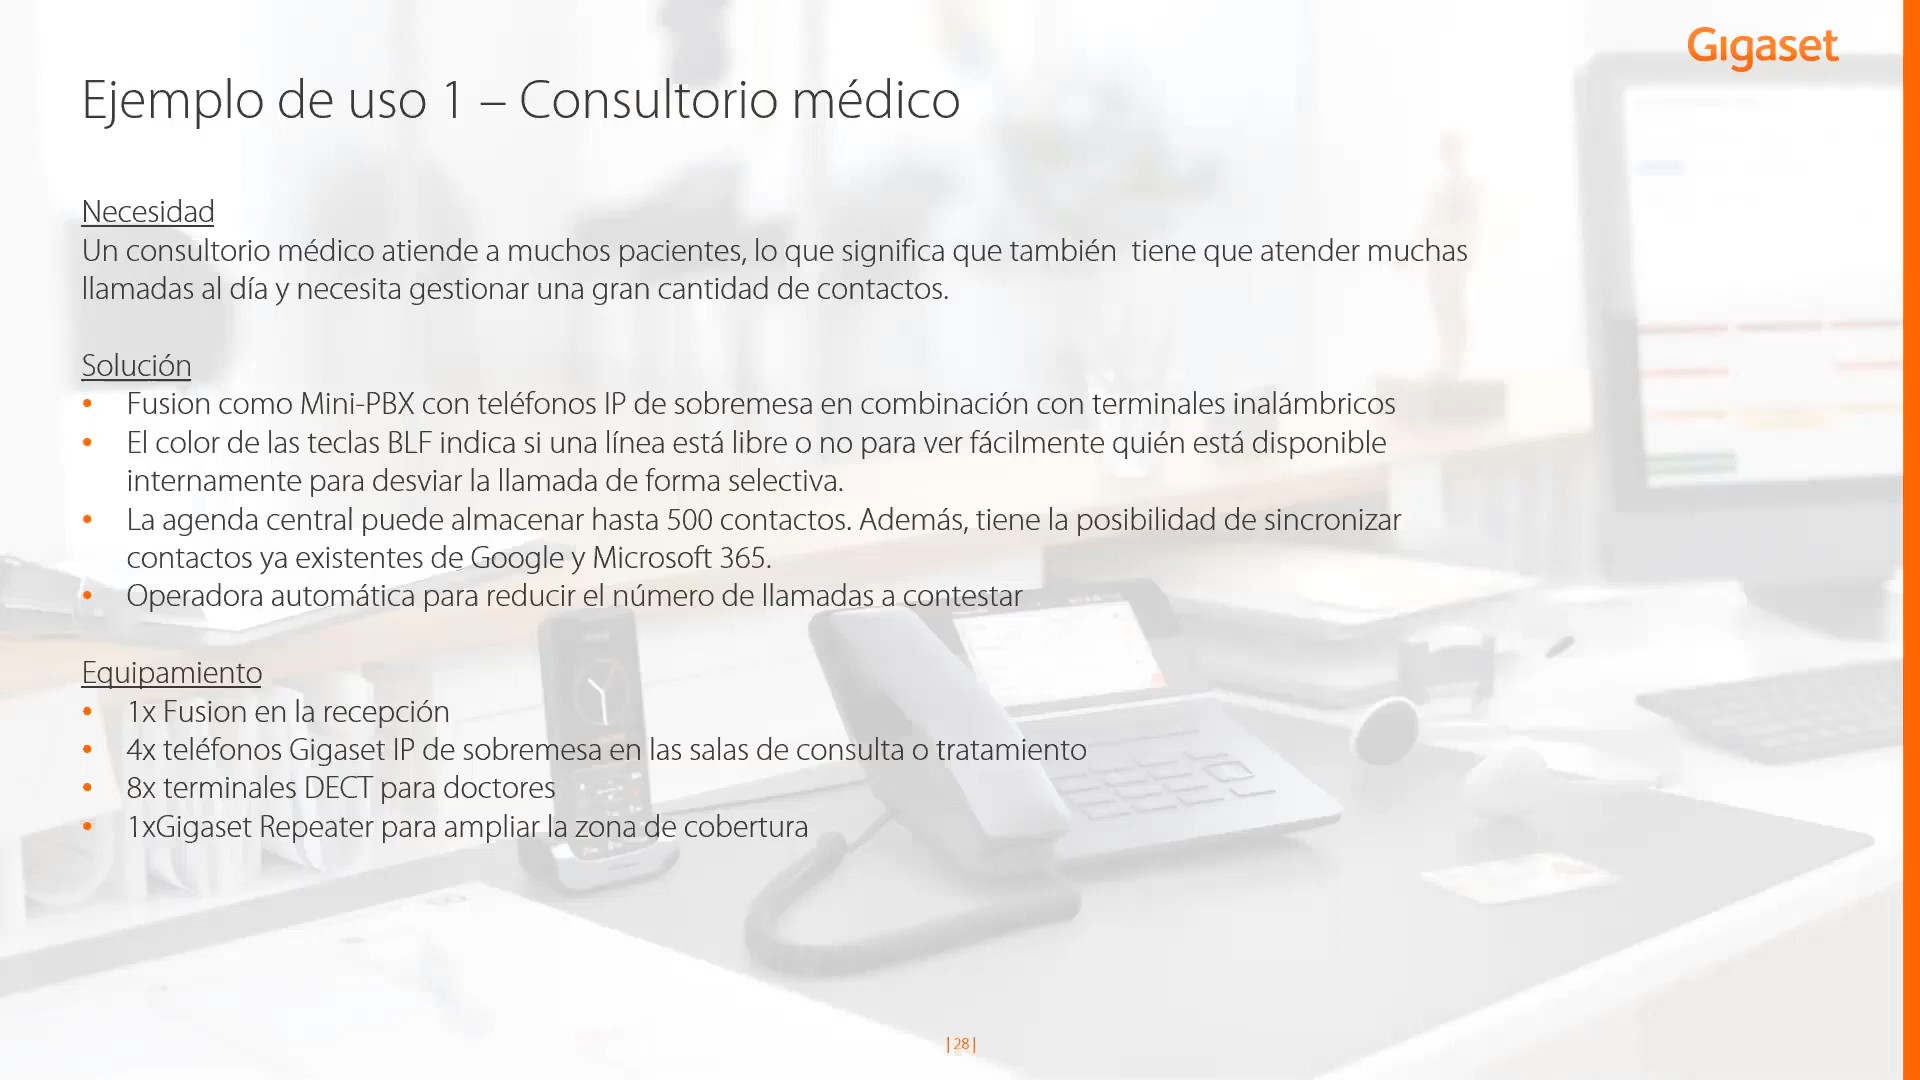 Gigaset
Ejemplo de uso 1 – Consultorio médico
Necesidad
Un consultorio médico atiende a muchos pacientes, lo que significa que también  tiene que atender muchas
llamadas al día y necesita gestionar una gran cantidad de contactos.
Solución
• Fusion como Mini-PBX con teléfonos IP de sobremesa en combinación con terminales inalámbricos
• El color de las teclas BLF indica si una línea está libre o no para ver fácilmente quién está disponible
internamente para desviar la llamada de forma selectiva.
• La agenda central puede almacenar hasta 500 contactos. Además, tiene la posibilidad de sincronizar
contactos ya existentes de Google y Microsoft 365.
• Operadora automática para reducir el número de llamadas a contestar
Equipamiento
• 1x Fusion en la recepción
• 4x teléfonos Gigaset IP de sobremesa en las salas de consulta o tratamiento
• 8x terminales DECT para doctores
• 1xGigaset Repeater para ampliar la zona de cobertura
| 28 |